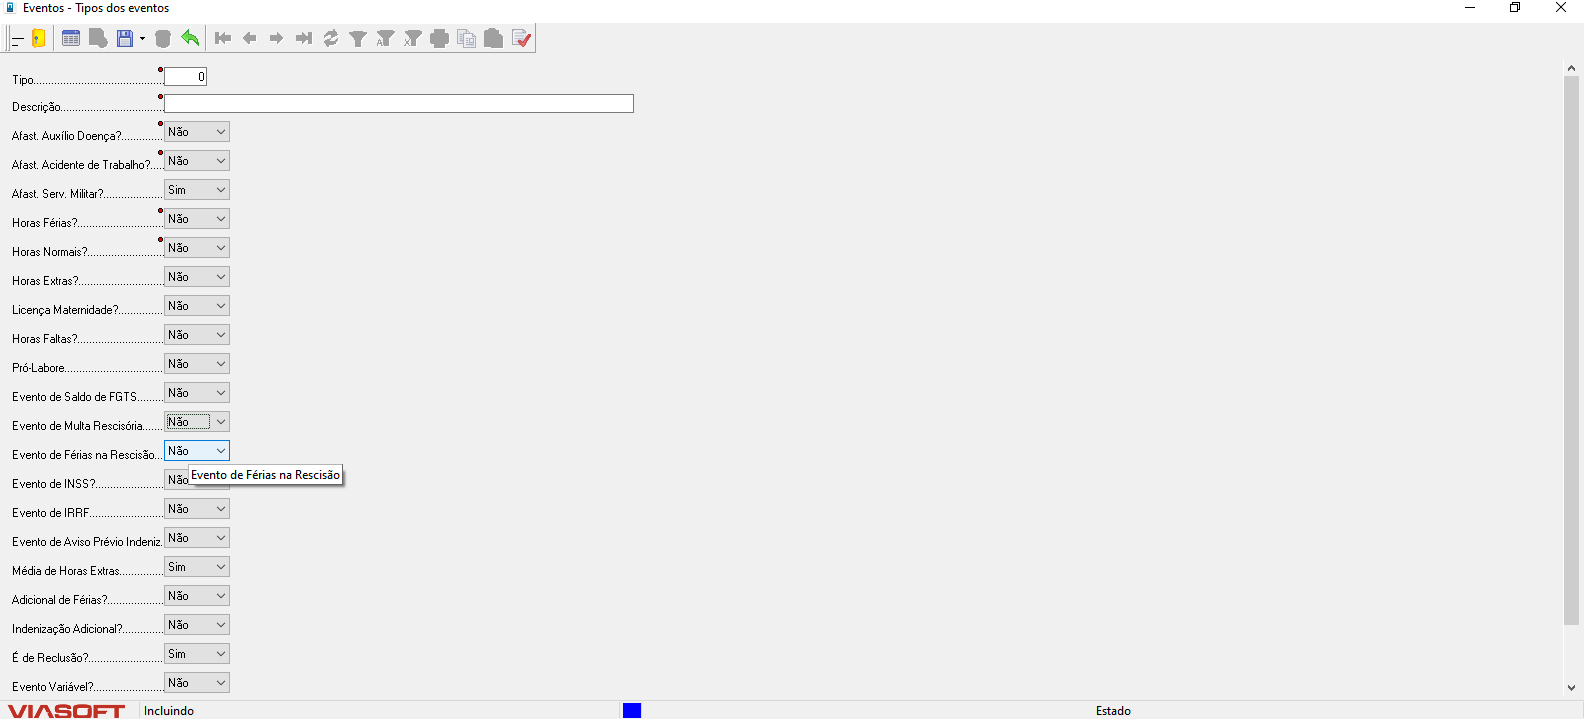 Eventos - Tipos dos eventos
Tipo 0
Descrição
Afast. Auxílio Doença? Não
Afast. Acidente de Trabalho? Não
Afast. Serv. Militar? Sim
Horas Férias? Não
Horas Normais? Não
Horas Extras? Não
Licença Maternidade? Não
Horas Faltas? Não
Pró-Labore Não
Evento de Saldo de FGTS Não
Evento de Multa Rescisória Não
Evento de Férias na Rescisão Não
Evento de Férias na Rescisão
Evento de INSS? Não
Evento de IRRF Não
Evento de Aviso Prévio Indeniz. Não
Média de Horas Extras Sim
Adicional de Férias? Não
Indenização Adicional? Não
É de Reclusão? Sim
Evento Variável? Não
VIASOFT Incluindo Estado